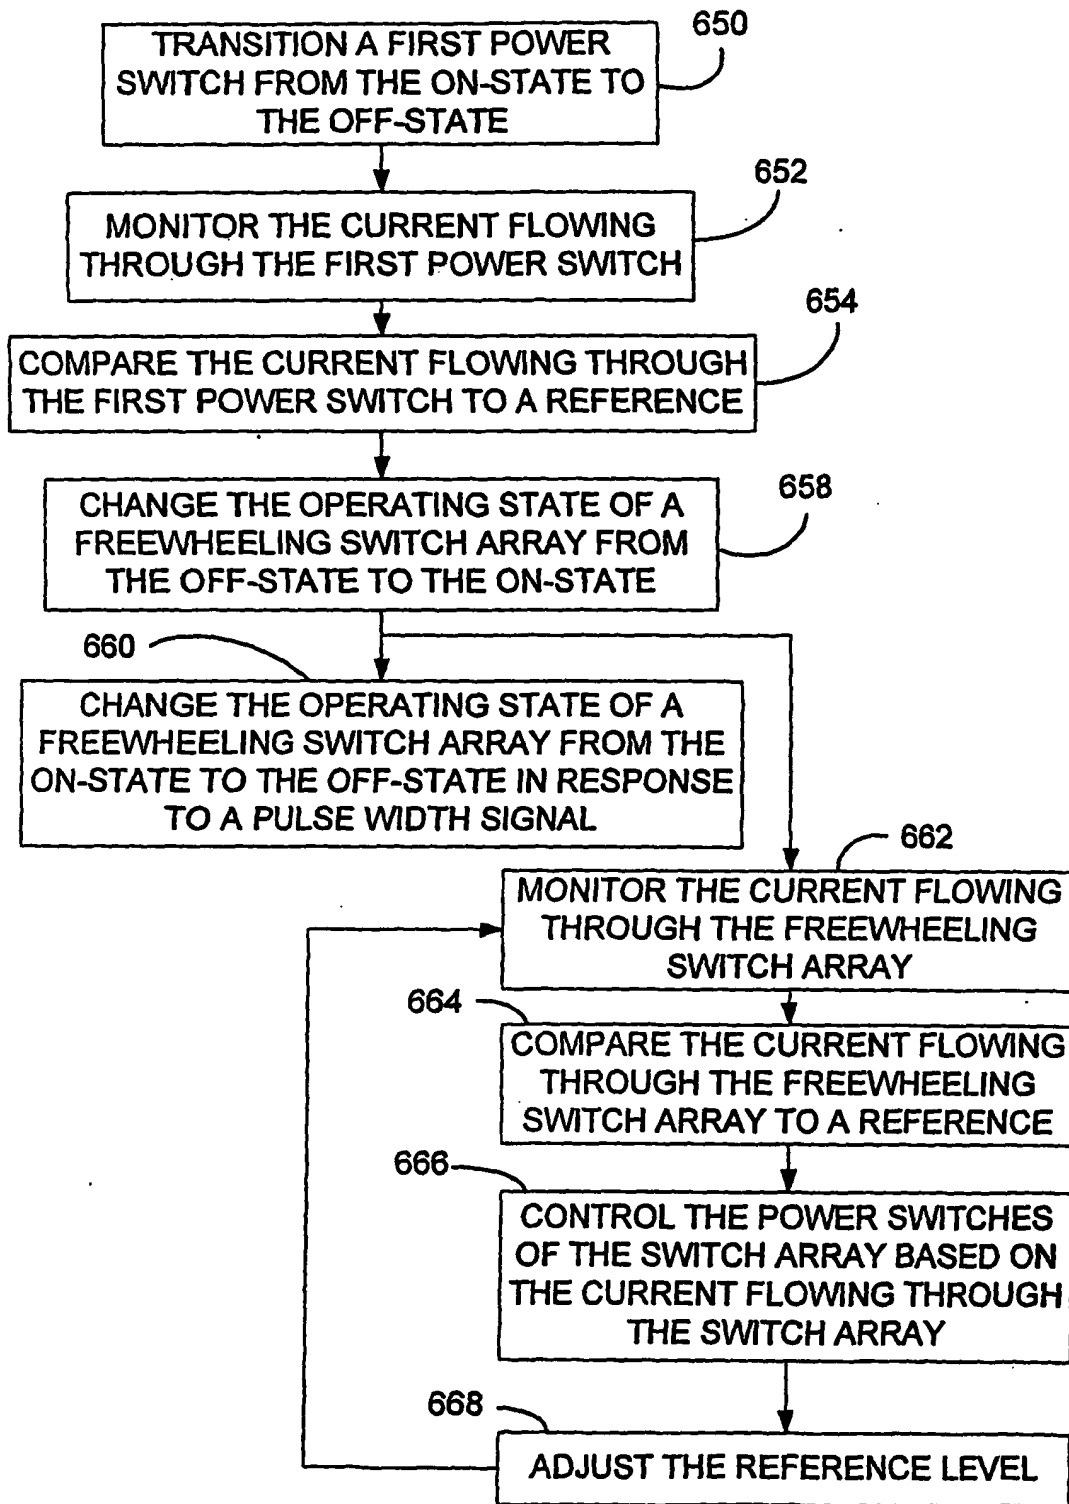 650
TRANSITION A FIRST POWER
SWITCH FROM THE ON-STATE TO
THE OFF-STATE
652
MONITOR THE CURRENT FLOWING
THROUGH THE FIRST POWER SWITCH
654
COMPARE THE CURRENT FLOWING THROUGH
THE FIRST POWER SWITCH TO A REFERENCE
658
CHANGE THE OPERATING STATE OF A
FREEWHEELING SWITCH ARRAY FROM
THE OFF-STATE TO THE ON-STATE
660
CHANGE THE OPERATING STATE OF A
FREEWHEELING SWITCH ARRAY FROM THE
ON-STATE TO THE OFF-STATE IN RESPONSE
TO A PULSE WIDTH SIGNAL
662
MONITOR THE CURRENT FLOWING
THROUGH THE FREEWHEELING
SWITCH ARRAY
664
COMPARE THE CURRENT FLOWING
THROUGH THE FREEWHEELING
SWITCH ARRAY TO A REFERENCE
666
CONTROL THE POWER SWITCHES
OF THE SWITCH ARRAY BASED ON
THE CURRENT FLOWING THROUGH
THE SWITCH ARRAY
668
ADJUST THE REFERENCE LEVEL